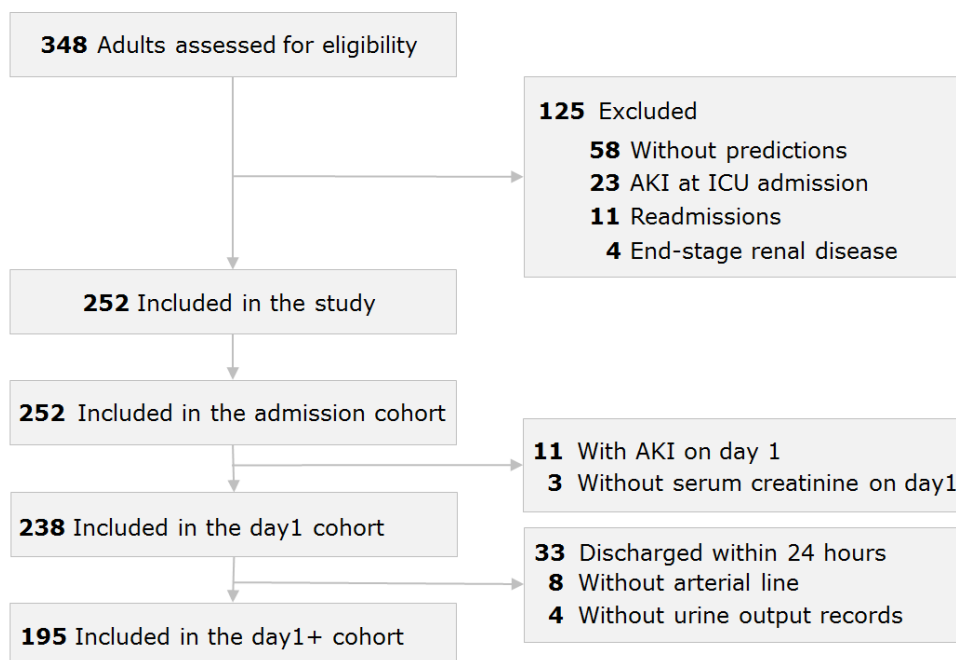 348 Adults assessed for eligibility
125 Excluded
58 Without predictions
23 AKI at ICU admission
11 Readmissions
4 End-stage renal disease
252 Included in the study
252 Included in the admission cohort
11 With AKI on day 1
3 Without serum creatinine on day1
238 Included in the day1 cohort
33 Discharged within 24 hours
8 Without arterial line
4 Without urine output records
195 Included in the day1+ cohort